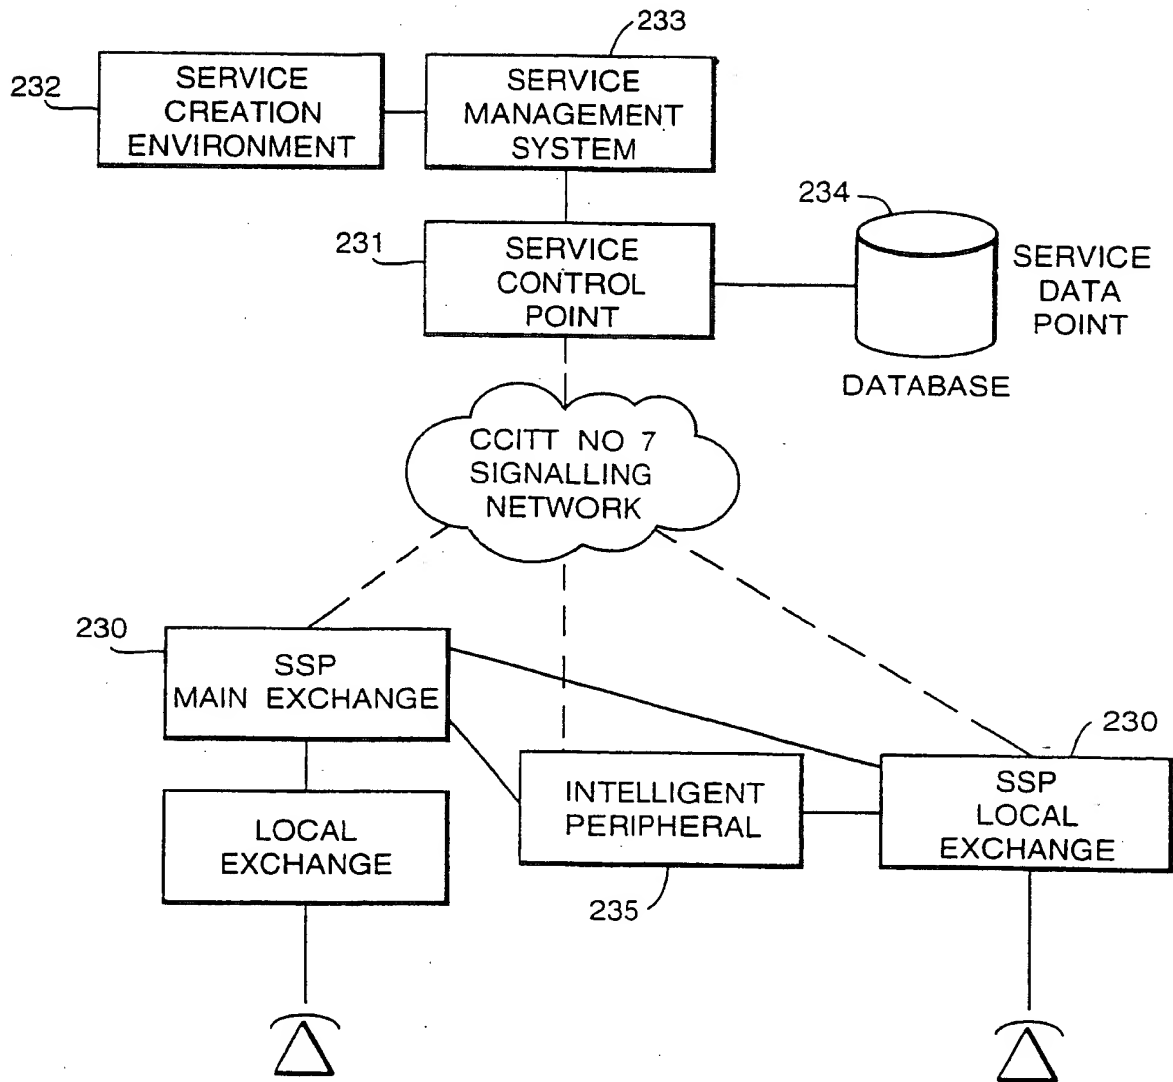 233
232
SERVICE
CREATION
ENVIRONMENT
SERVICE
MANAGEMENT
SYSTEM
234
231
SERVICE
CONTROL
POINT
SERVICE
DATA
POINT
DATABASE
CCITT NO 7
SIGNALLING
NETWORK
230
SSP
MAIN EXCHANGE
230
INTELLIGENT
PERIPHERAL
SSP
LOCAL
EXCHANGE
LOCAL
EXCHANGE
235